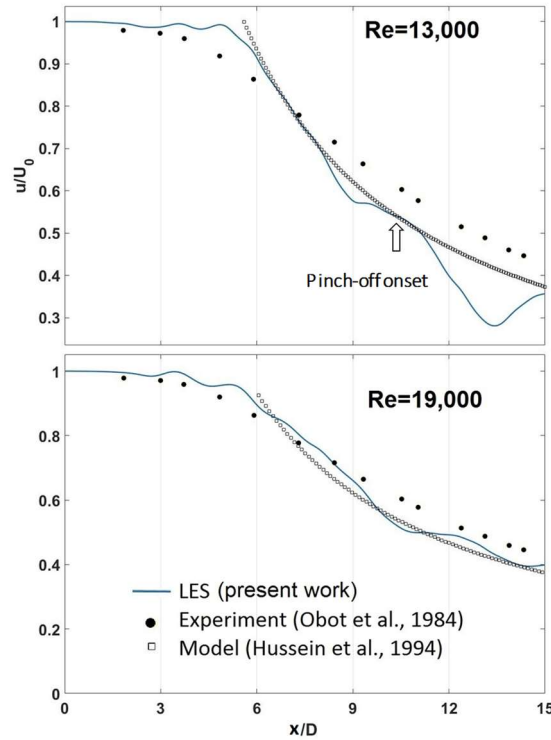 Re=13,000
1
0.9
0.8
0.7
0.6
0.5
0.4
0.3
u/U0
Pinch-off onset
Re=19,000
1
0.8
0.6
0.4
0.2
0
LES (present work)
Experiment (Obot et al., 1984)
Model (Hussein et al., 1994)
0 3 6 9 12 15
x/D